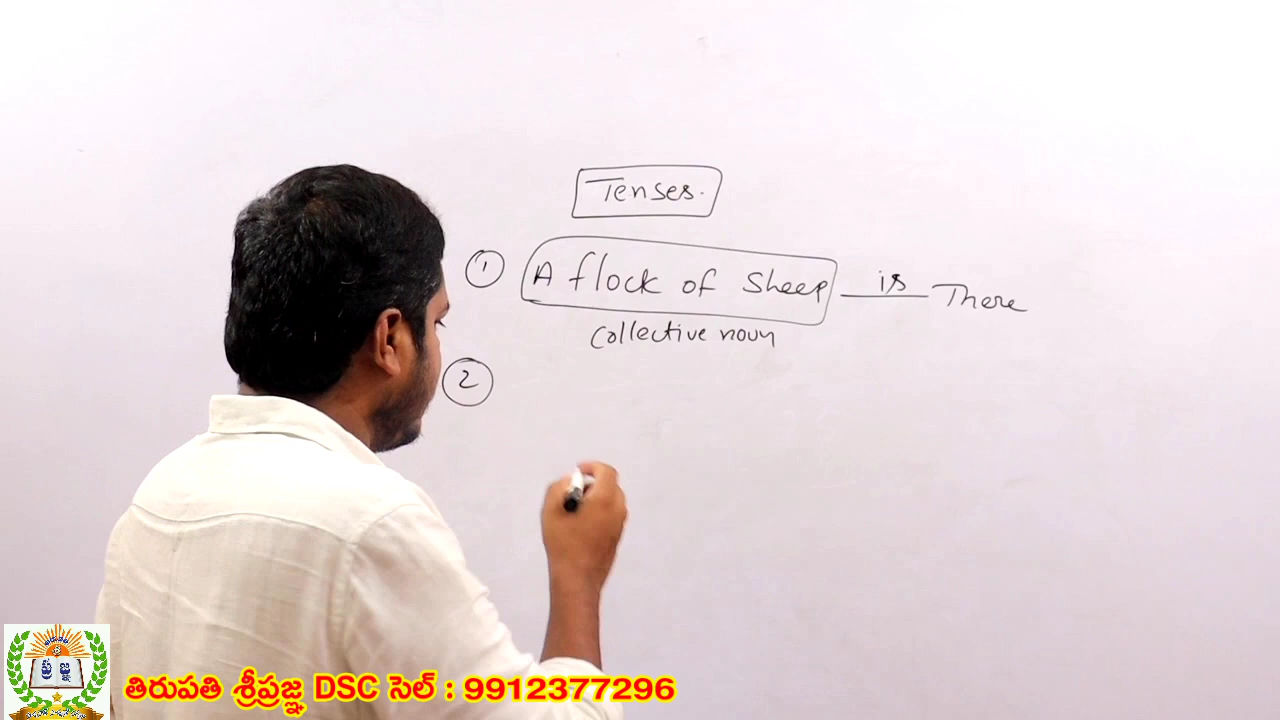 Tenses.
1 A flock of Sheep is There
Collective noun
2
తిరుపతి శ్రీప్రజ్ఞ DSC సెల్ : 9912377296